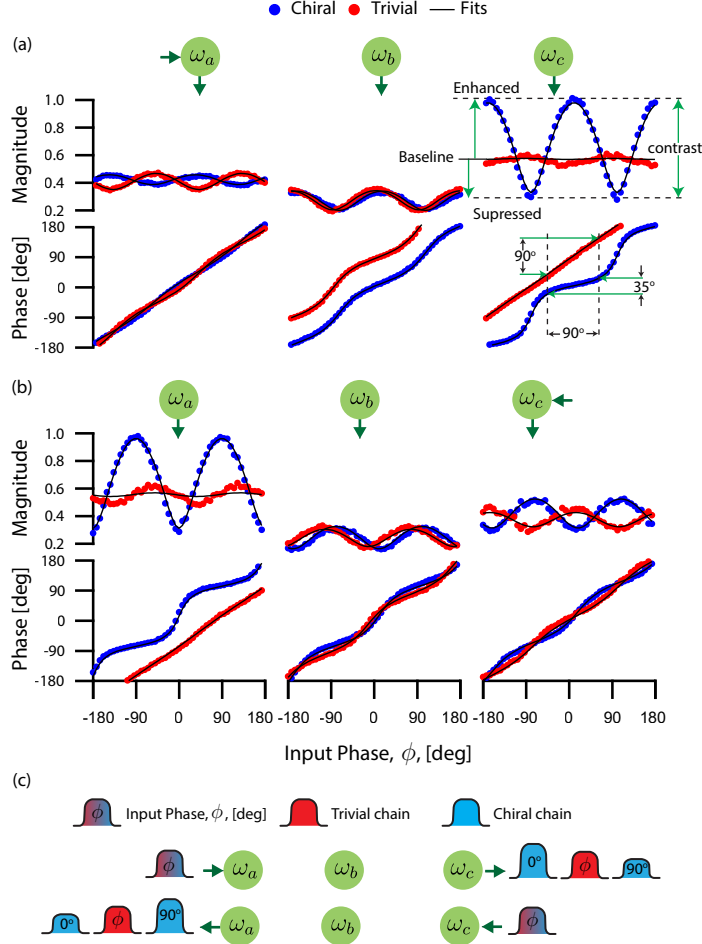 Chiral Trivial Fits
(a)
ωa ωb ωc
Enhanced
Baseline
contrast
Supressed
Magnitude
1.0
0.8
0.6
0.4
0.2
Phase [deg]
180
90
0
-90
-180
90°
35°
90°
(b)
ωa ωb ωc
Magnitude
1.0
0.8
0.6
0.4
0.2
Phase [deg]
180
90
0
-90
-180
-180 -90 0 90 180 -180 -90 0 90 180 -180 -90 0 90 180
Input Phase, ϕ, [deg]
(c)
ϕ Input Phase, ϕ, [deg] Trivial chain Chiral chain
ϕ ωa ωb ωc 0° ϕ 90°
0° ϕ 90° ωa ωb ωc ϕ